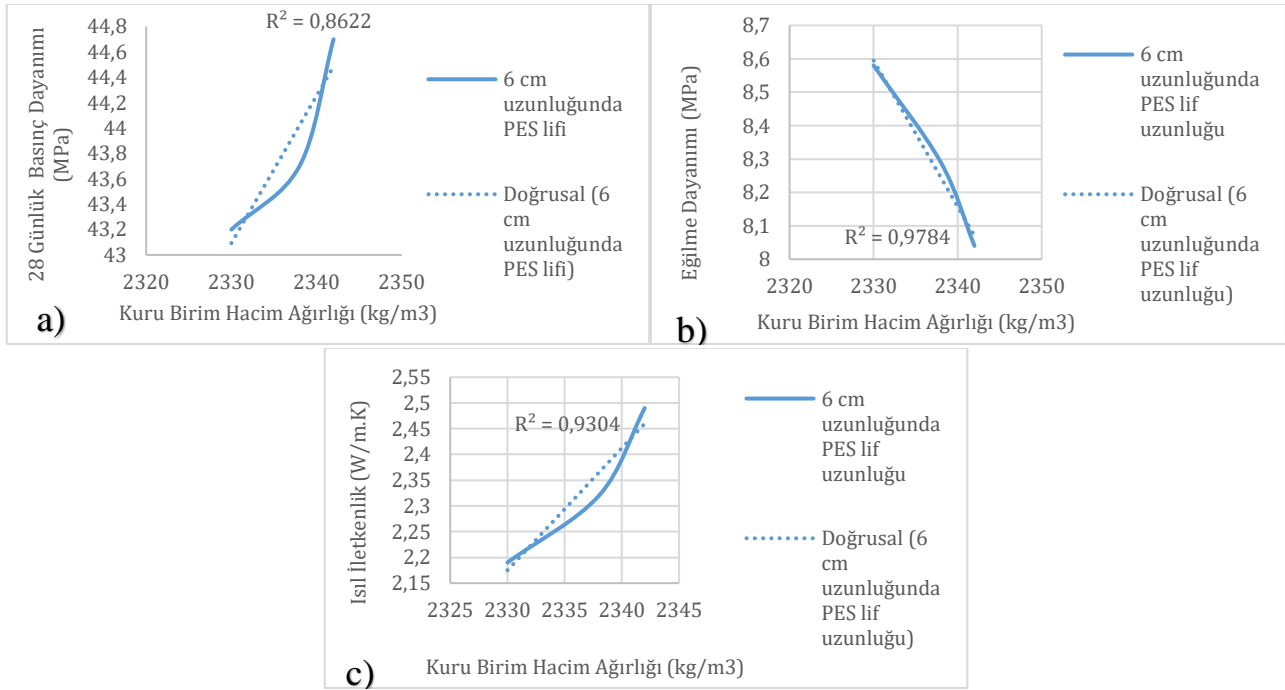 44,8
44,6
44,4
44,2
44
43,8
43,6
43,4
43,2
43
28 Günlük Basınç Dayanımı
(MPa)
R² = 0,8622
2320 2330 2340 2350
Kuru Birim Hacim Ağırlığı (kg/m3)
6 cm
uzunluğunda
PES lifi
Doğrusal (6
cm
uzunluğunda
PES lifi)
a)
8,7
8,6
8,5
8,4
8,3
8,2
8,1
8
Eğilme Dayanımı (MPa)
R² = 0,9784
2320 2330 2340 2350
Kuru Birim Hacim Ağırlığı (kg/m3)
6 cm
uzunluğunda
PES lif
uzunluğu
Doğrusal (6
cm
uzunluğunda
PES lif
uzunluğu)
b)
2,55
2,5
2,45
2,4
2,35
2,3
2,25
2,2
2,15
Isıl İletkenlik (W/m.K)
R² = 0,9304
2325 2330 2335 2340 2345
Kuru Birim Hacim Ağırlığı (kg/m3)
6 cm
uzunluğunda
PES lif
uzunluğu
Doğrusal (6
cm
uzunluğunda
PES lif
uzunluğu)
c)